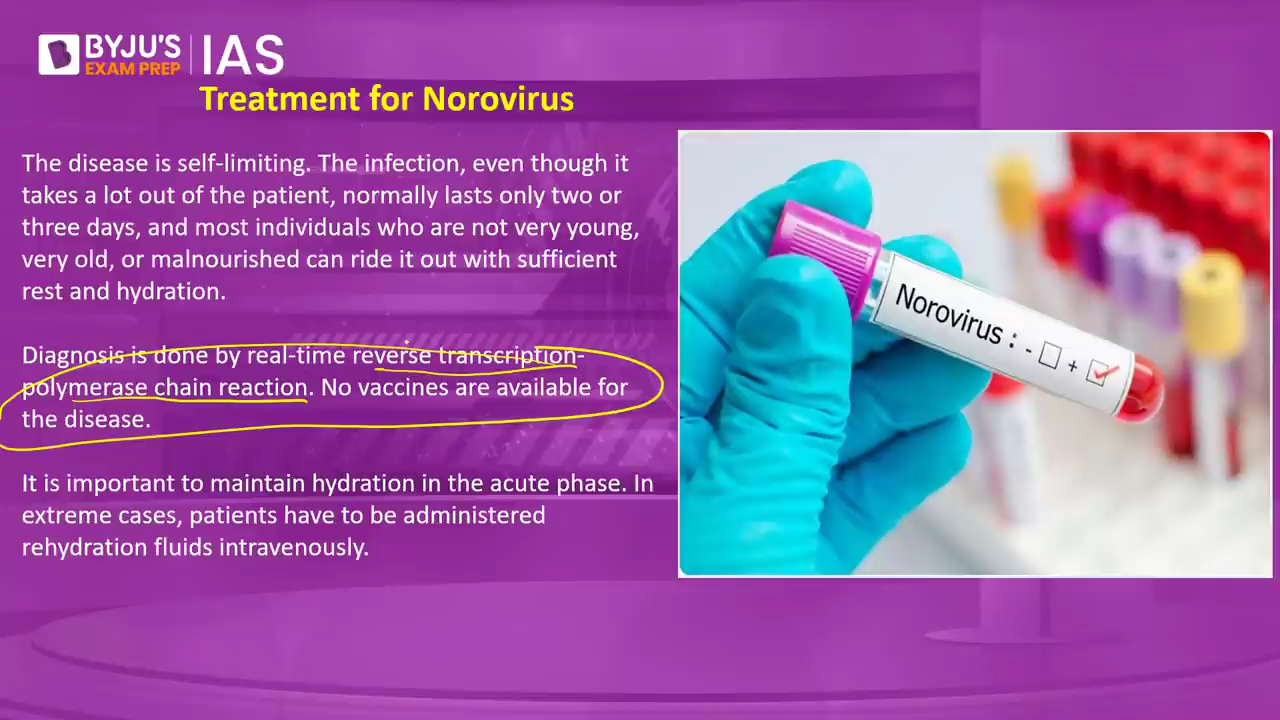 BYJU'S
EXAM PREP
IAS
Treatment for Norovirus
The disease is self-limiting. The infection, even though it
takes a lot out of the patient, normally lasts only two or
three days, and most individuals who are not very young,
very old, or malnourished can ride it out with sufficient
rest and hydration.
Diagnosis is done by real-time reverse transcription-
polymerase chain reaction. No vaccines are available for
the disease.
It is important to maintain hydration in the acute phase. In
extreme cases, patients have to be administered
rehydration fluids intravenously.
Norovirus : - +